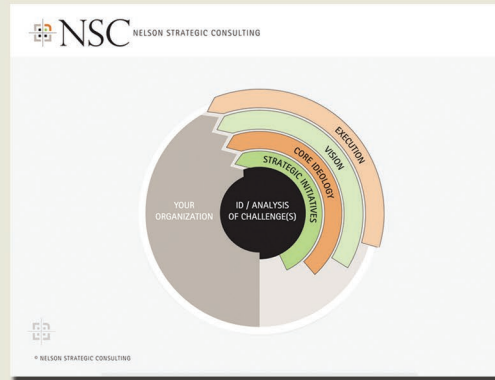 NSC NELSON STRATEGIC CONSULTING
EXECUTION
VISION
CORE IDEOLOGY
STRATEGIC INITIATIVES
YOUR
ORGANIZATION
ID / ANALYSIS
OF CHALLENGE(S)
© NELSON STRATEGIC CONSULTING